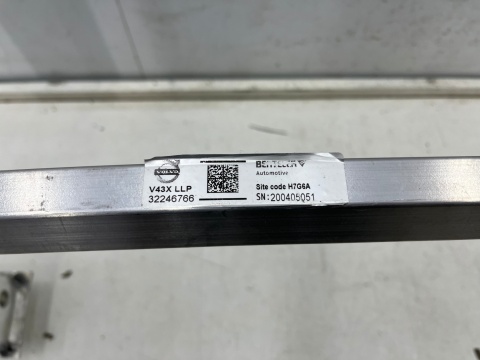 VOLVO
V43X LLP
32246766
BENTELER
Automotive
Site code H7G6A
SN:200405051